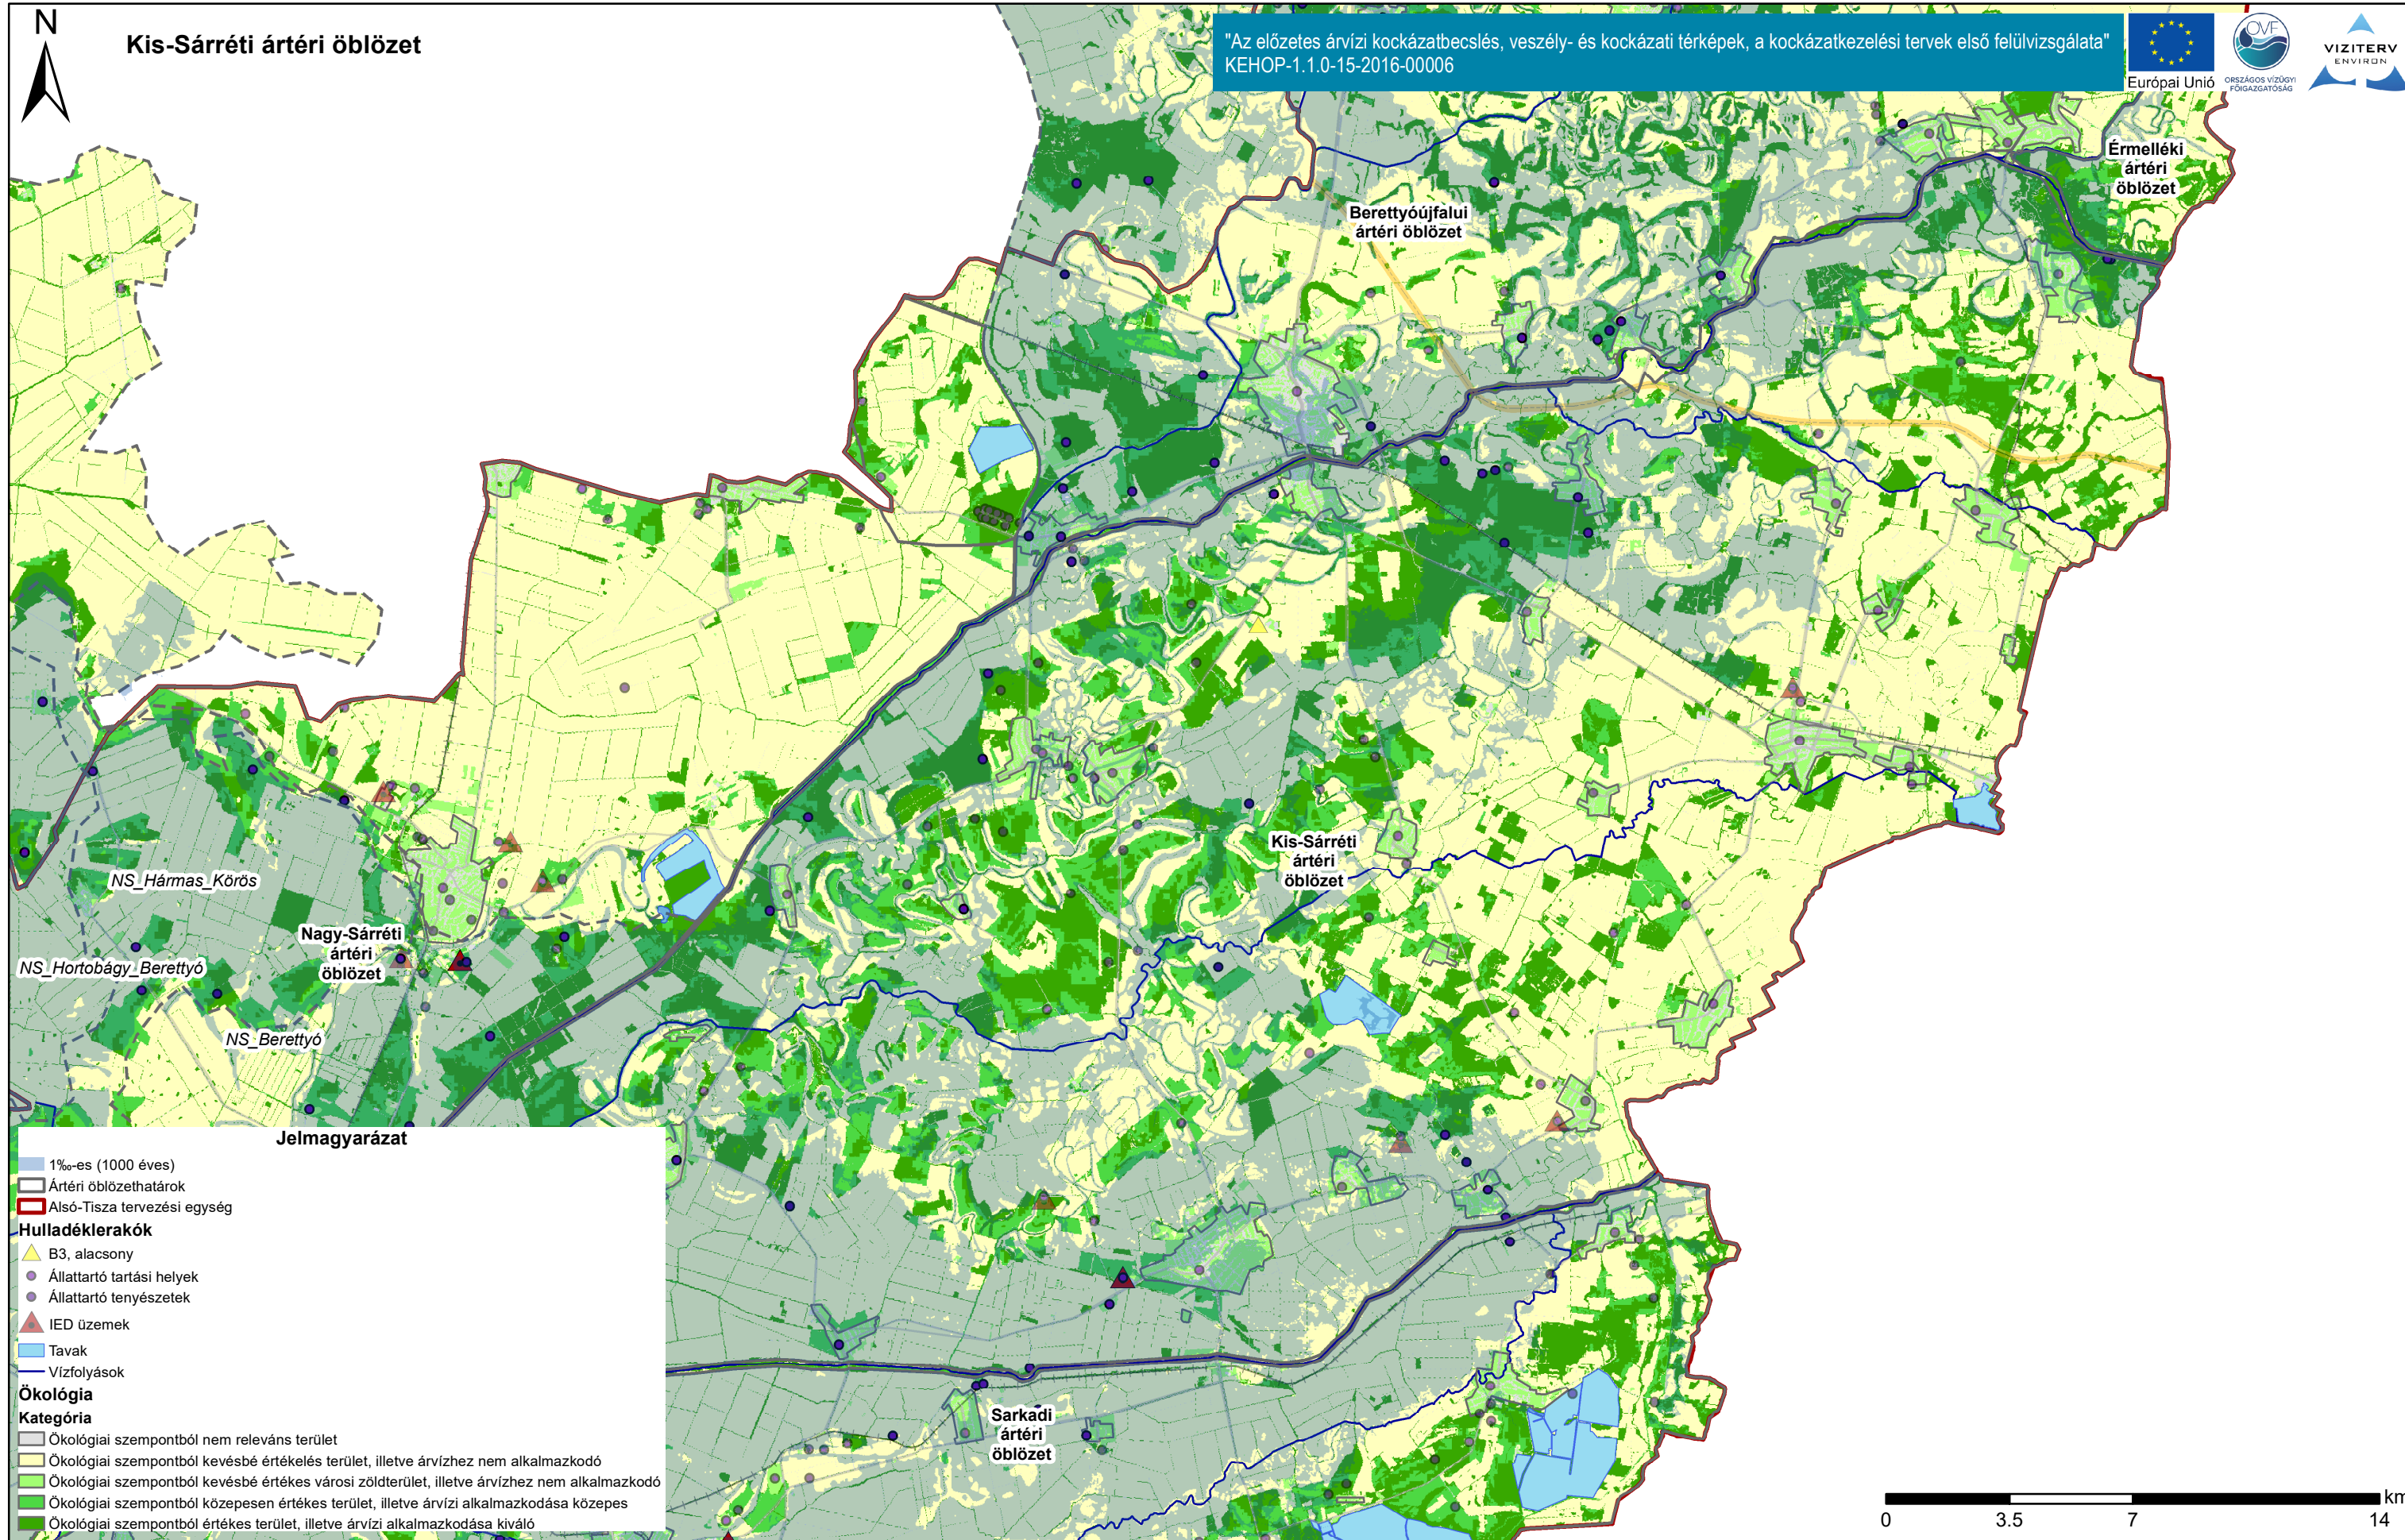 N
Kis-Sárréti ártéri öblözet
"Az előzetes árvízi kockázatbecslés, veszély- és kockázati térképek, a kockázatkezelési tervek első felülvizsgálata"
KEHOP-1.1.0-15-2016-00006
Európai Unió
OVF
ORSZÁGOS VÍZÜGYI
FŐIGAZGATÓSÁG
VIZITERV
ENVIRON
Érmelléki
ártéri
öblözet
Berettyóújfalui
ártéri öblözet
Kis-Sárréti
ártéri
öblözet
NS_Hármas_Körös
Nagy-Sárréti
ártéri
öblözet
NS_Hortobágy_Berettyó
NS_Berettyó
Sarkadi
ártéri
öblözet
Jelmagyarázat
1‰-es (1000 éves)
Ártéri öblözethatárok
Alsó-Tisza tervezési egység
Hulladéklerakók
B3, alacsony
Állattartó tartási helyek
Állattartó tenyészetek
IED üzemek
Tavak
Vízfolyások
Ökológia
Kategória
Ökológiai szempontból nem releváns terület
Ökológiai szempontból kevésbé értékelés terület, illetve árvízhez nem alkalmazkodó
Ökológiai szempontból kevésbé értékes városi zöldterület, illetve árvízhez nem alkalmazkodó
Ökológiai szempontból közepesen értékes terület, illetve árvízi alkalmazkodása közepes
Ökológiai szempontból értékes terület, illetve árvízi alkalmazkodása kiváló
km
0 3.5 7 14